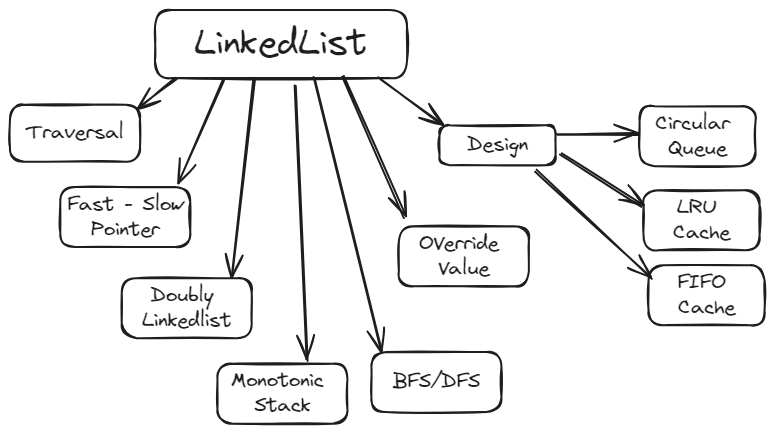 LinkedList
Traversal
Fast - Slow
Pointer
Doubly
Linkedlist
Monotonic
Stack
BFS/DFS
Override
Value
Design
Circular
Queue
LRU
Cache
FIFO
Cache